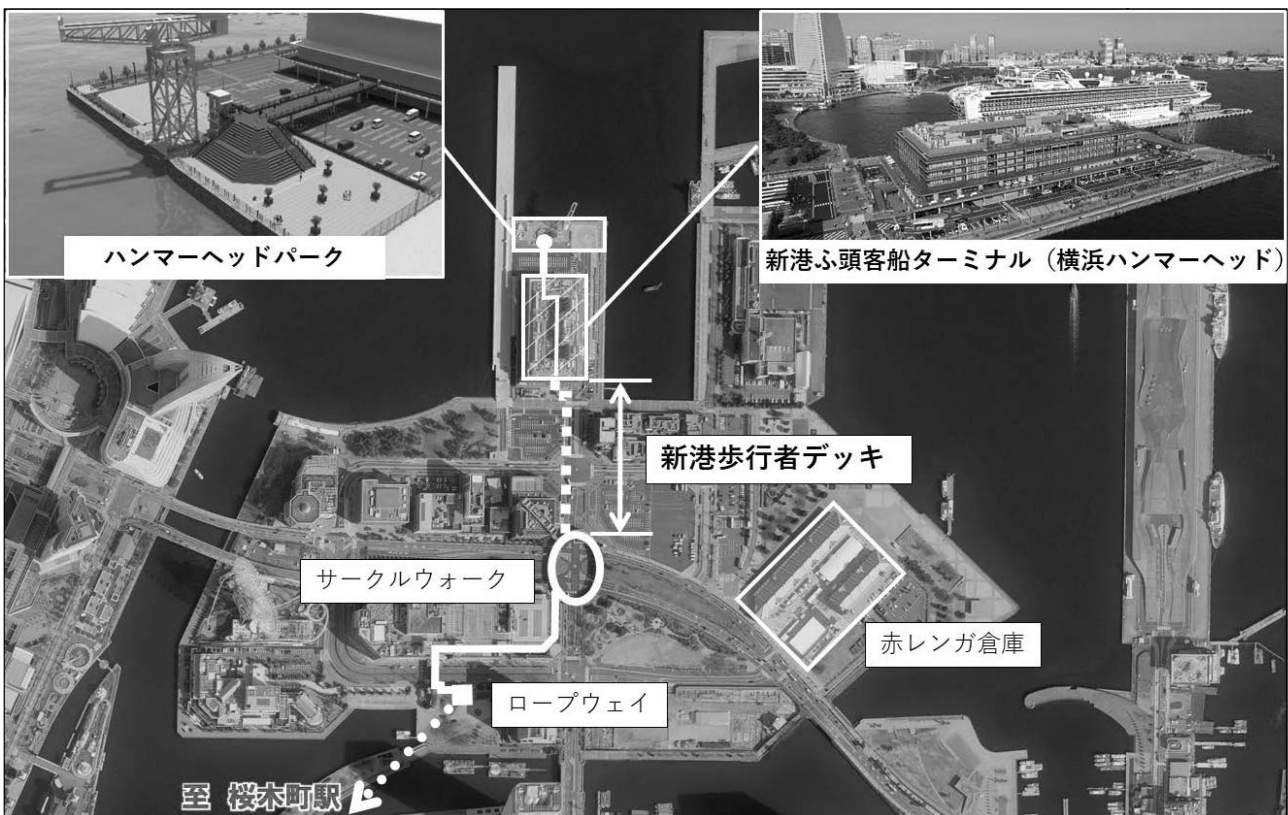 ハンマーヘッドパーク
新港ふ頭客船ターミナル（横浜ハンマーヘッド）
新港歩行者デッキ
サークルウォーク
赤レンガ倉庫
ロープウェイ
至 桜木町駅